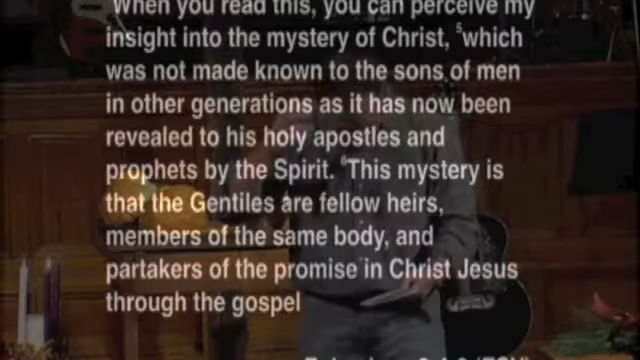 When you read this, you can perceive my
insight into the mystery of Christ, ⁵which
was not made known to the sons of men
in other generations as it has now been
revealed to his holy apostles and
prophets by the Spirit. ⁶This mystery is
that the Gentiles are fellow heirs,
members of the same body, and
partakers of the promise in Christ Jesus
through the gospel